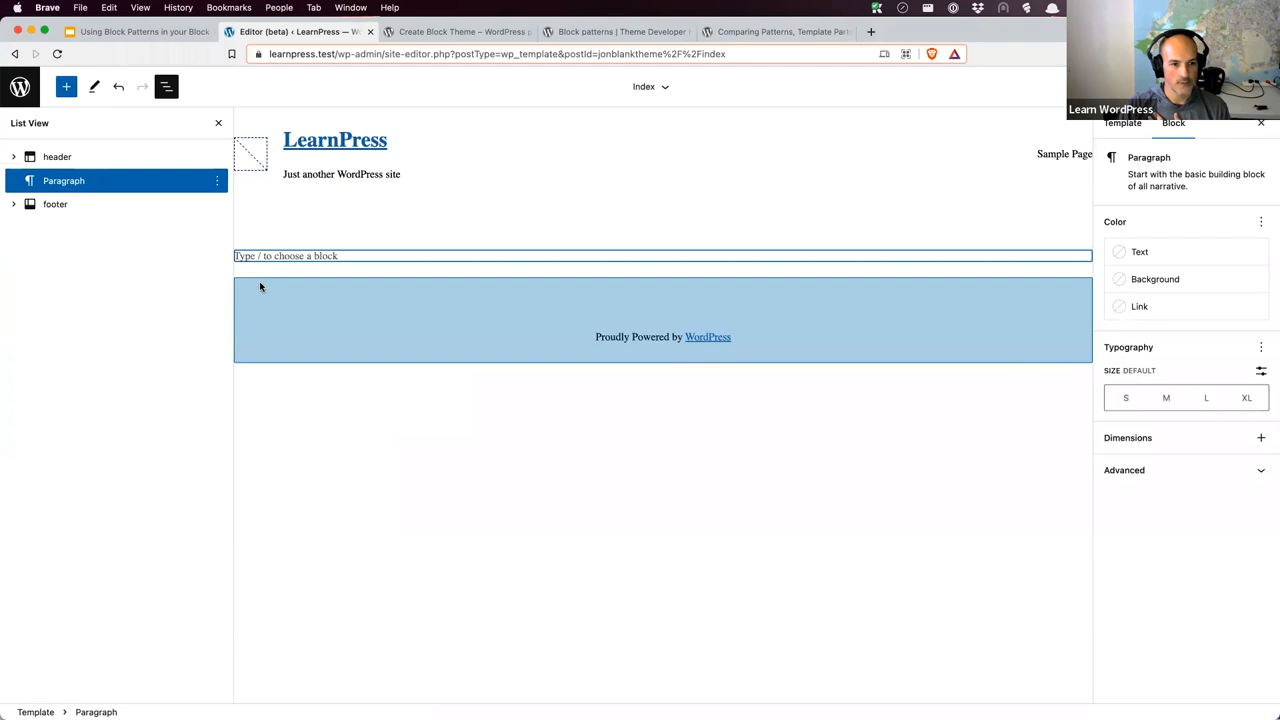 Brave File Edit View History Bookmarks People Tab Window Help
Using Block Patterns in your Block
Editor (beta) ‹ LearnPress — Wo
Create Block Theme – WordPress p
Block patterns | Theme Developer
Comparing Patterns, Template Part
learnpress.test/wp-admin/site-editor.php?postType=wp_template&postId=jonblanktheme%2F%2Findex
Index
Learn WordPress
List View
header
Paragraph
footer
LearnPress
Just another WordPress site
Sample Page
Type / to choose a block
Proudly Powered by WordPress
Template Block
Paragraph
Start with the basic building block
of all narrative.
Color
Text
Background
Link
Typography
SIZE DEFAULT
S M L XL
Dimensions
Advanced
Template > Paragraph